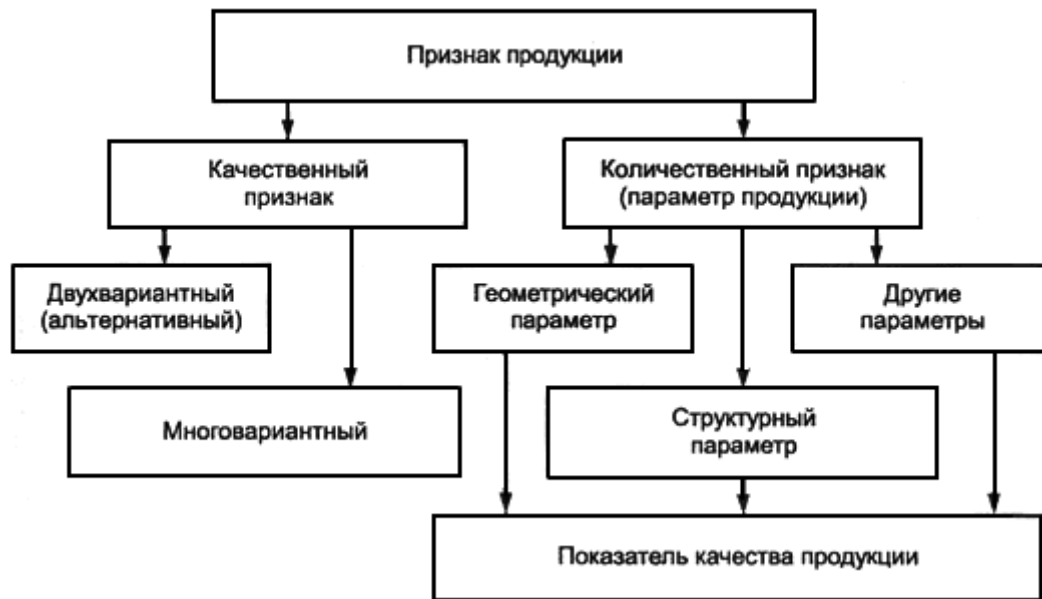 Признак продукции
Качественный
признак
Количественный признак
(параметр продукции)
Двухвариантный
(альтернативный)
Геометрический
параметр
Другие
параметры
Многовариантный
Структурный
параметр
Показатель качества продукции